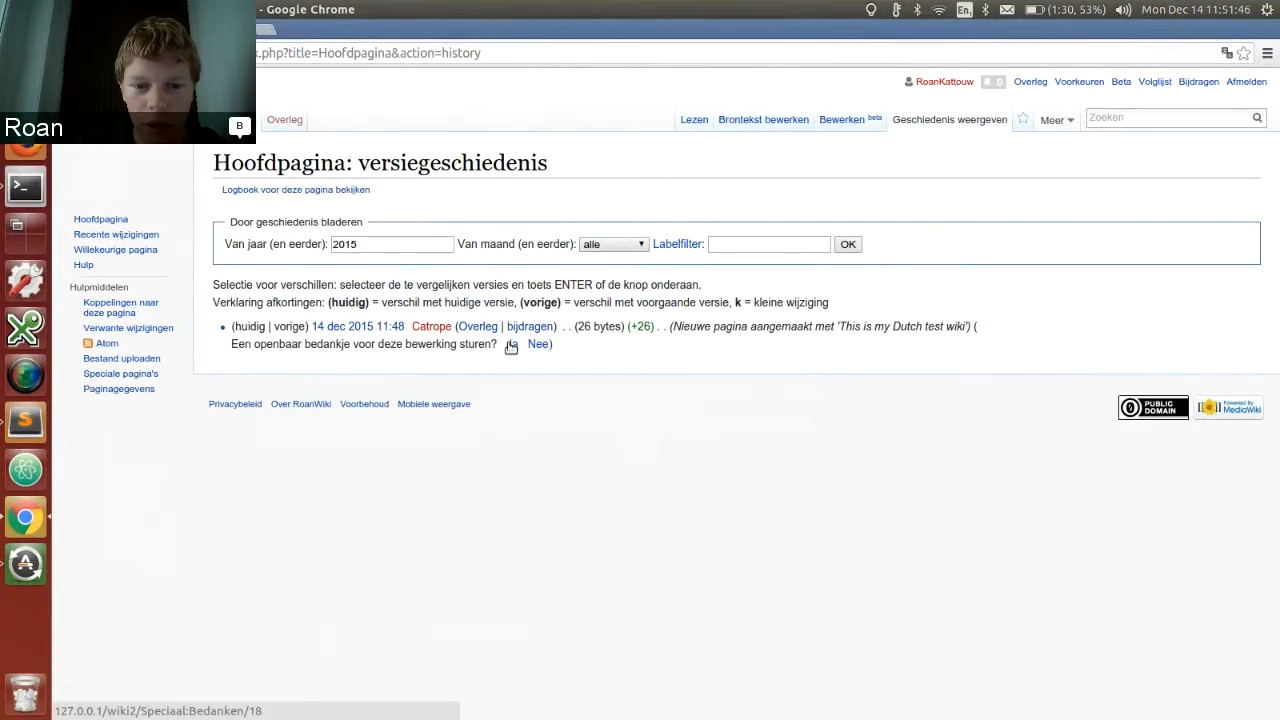 - Google Chrome
En
(1:30, 53%)
Mon Dec 14 11:51:46
k.php?title=Hoofdpagina&action=history
RoanKattouw 0 Overleg Voorkeuren Beta Volglijst Bijdragen Afmelden
Roan
B
Overleg
Lezen Brontekst bewerken Bewerken beta Geschiedenis weergeven Meer Zoeken
Hoofdpagina: versiegeschiedenis
Logboek voor deze pagina bekijken
Hoofdpagina
Recente wijzigingen
Willekeurige pagina
Hulp
Hulpmiddelen
Koppelingen naar
deze pagina
Verwante wijzigingen
Atom
Bestand uploaden
Speciale pagina's
Paginagegevens
Door geschiedenis bladeren
Van jaar (en eerder): 2015 Van maand (en eerder): alle Labelfilter: OK
Selectie voor verschillen: selecteer de te vergelijken versies en toets ENTER of de knop onderaan.
Verklaring afkortingen: (huidig) = verschil met huidige versie, (vorige) = verschil met voorgaande versie, k = kleine wijziging
(huidig | vorige) 14 dec 2015 11:48 Catrope (Overleg | bijdragen) . . (26 bytes) (+26) . . (Nieuwe pagina aangemaakt met 'This is my Dutch test wiki') (
Een openbaar bedankje voor deze bewerking sturen? Nee)
Privacybeleid Over RoanWiki Voorbehoud Mobiele weergave
PUBLIC
DOMAIN
Powered By
MediaWiki
127.0.0.1/wiki2/Speciaal:Bedanken/18